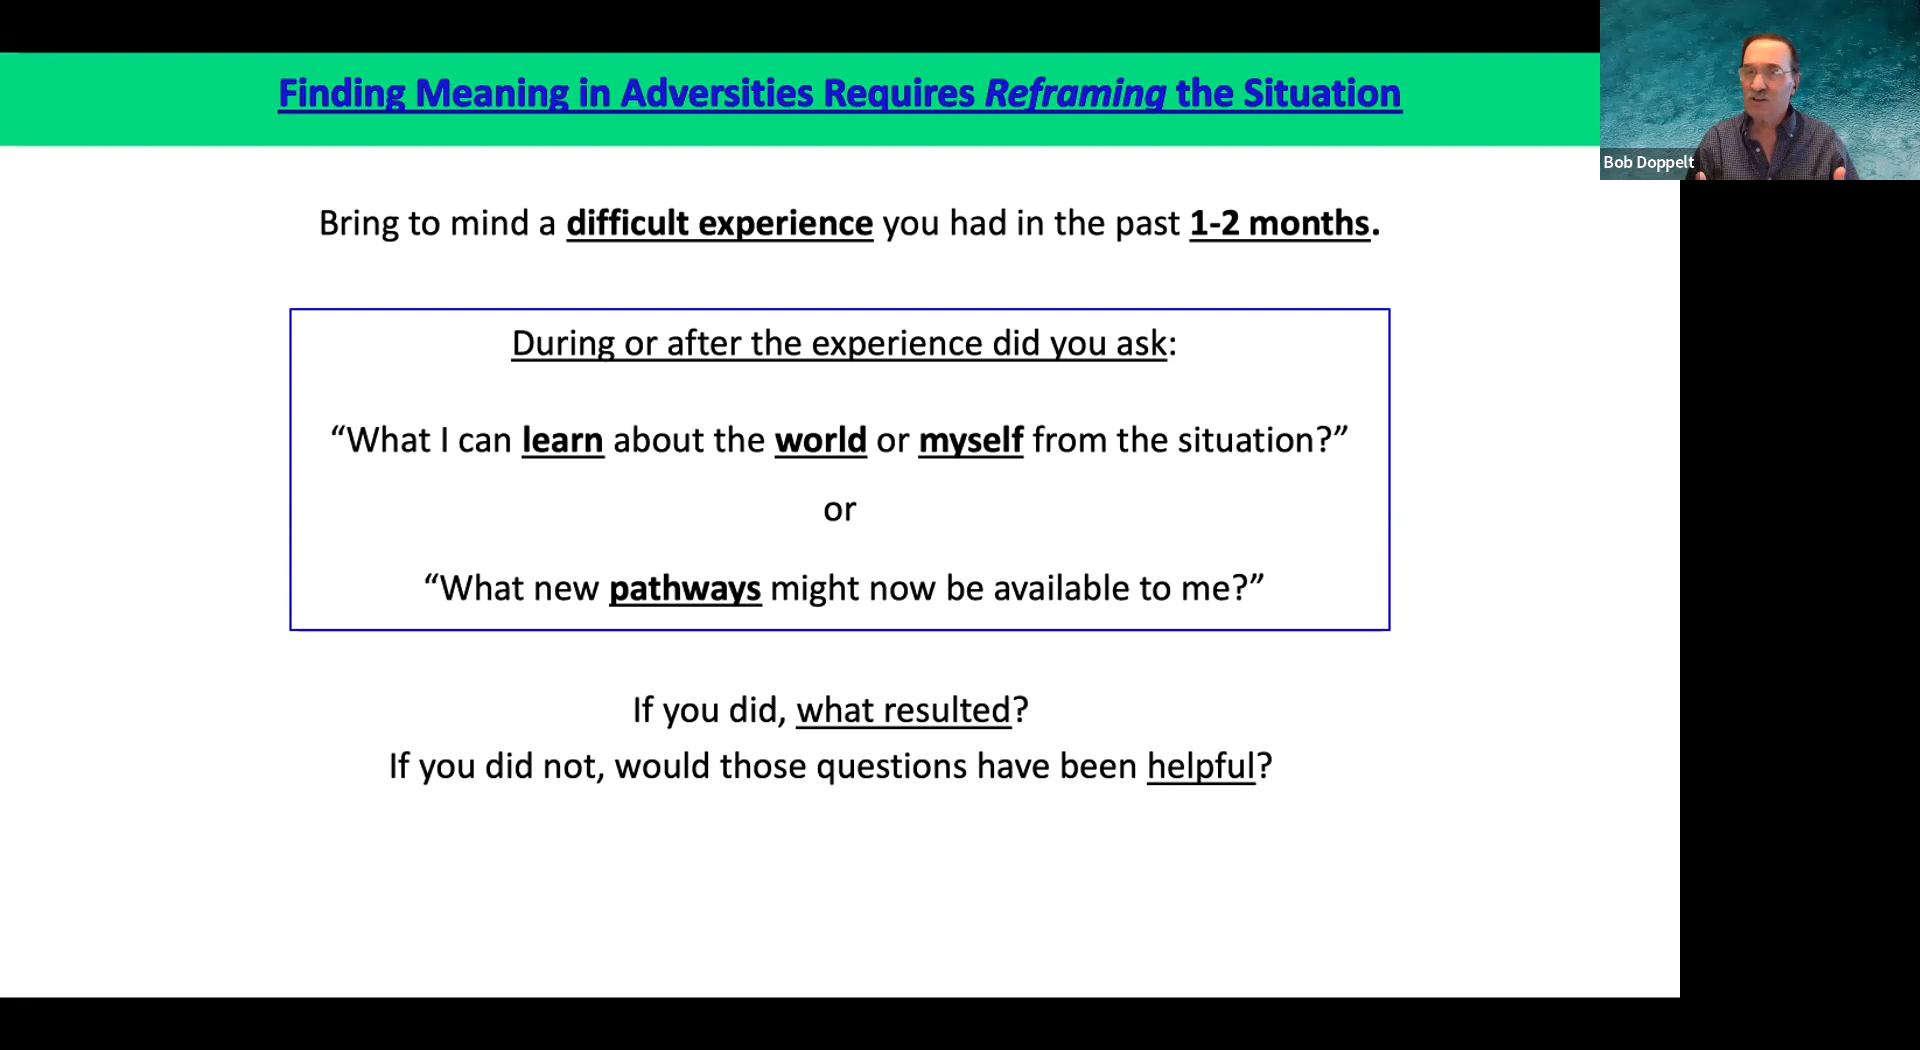 Finding Meaning in Adversities Requires Reframing the Situation
Bob Doppelt
Bring to mind a difficult experience you had in the past 1-2 months.
During or after the experience did you ask:
“What I can learn about the world or myself from the situation?”
or
“What new pathways might now be available to me?”
If you did, what resulted?
If you did not, would those questions have been helpful?